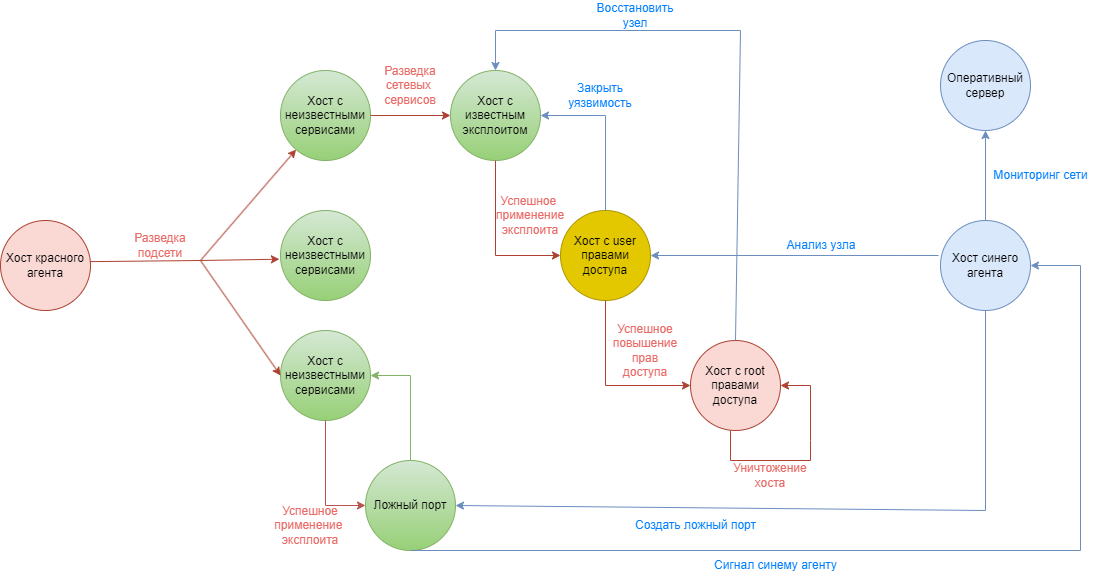 Восстановить
узел
Разведка
сетевых
сервисов
Закрыть
уязвимость
Оперативный
сервер
Хост с
неизвестными
сервисами
Хост с
известным
эксплоитом
Мониторинг сети
Успешное
применение
эксплоита
Разведка
подсети
Хост с
неизвестными
сервисами
Хост с user
правами
доступа
Анализ узла
Хост красного
агента
Хост синего
агента
Успешное
повышение
прав
доступа
Хост с
неизвестными
сервисами
Хост с root
правами
доступа
Уничтожение
хоста
Успешное
применение
эксплоита
Ложный порт
Создать ложный порт
Сигнал синему агенту